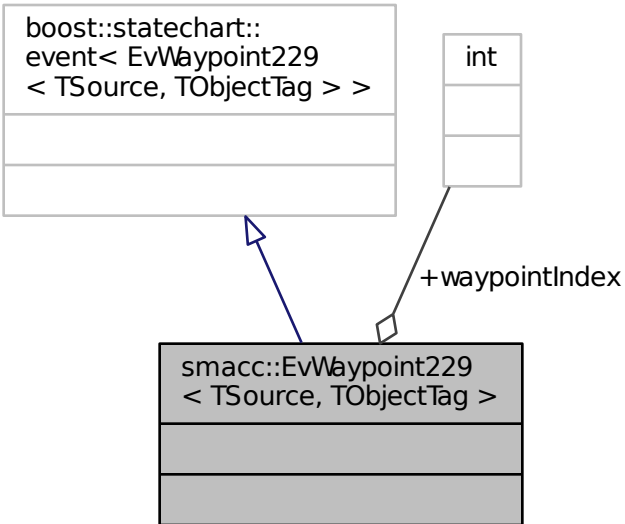 boost::statechart::
event< EvWaypoint229
< TSource, TObjectTag > >
int
+waypointIndex
smacc::EvWaypoint229
< TSource, TObjectTag >